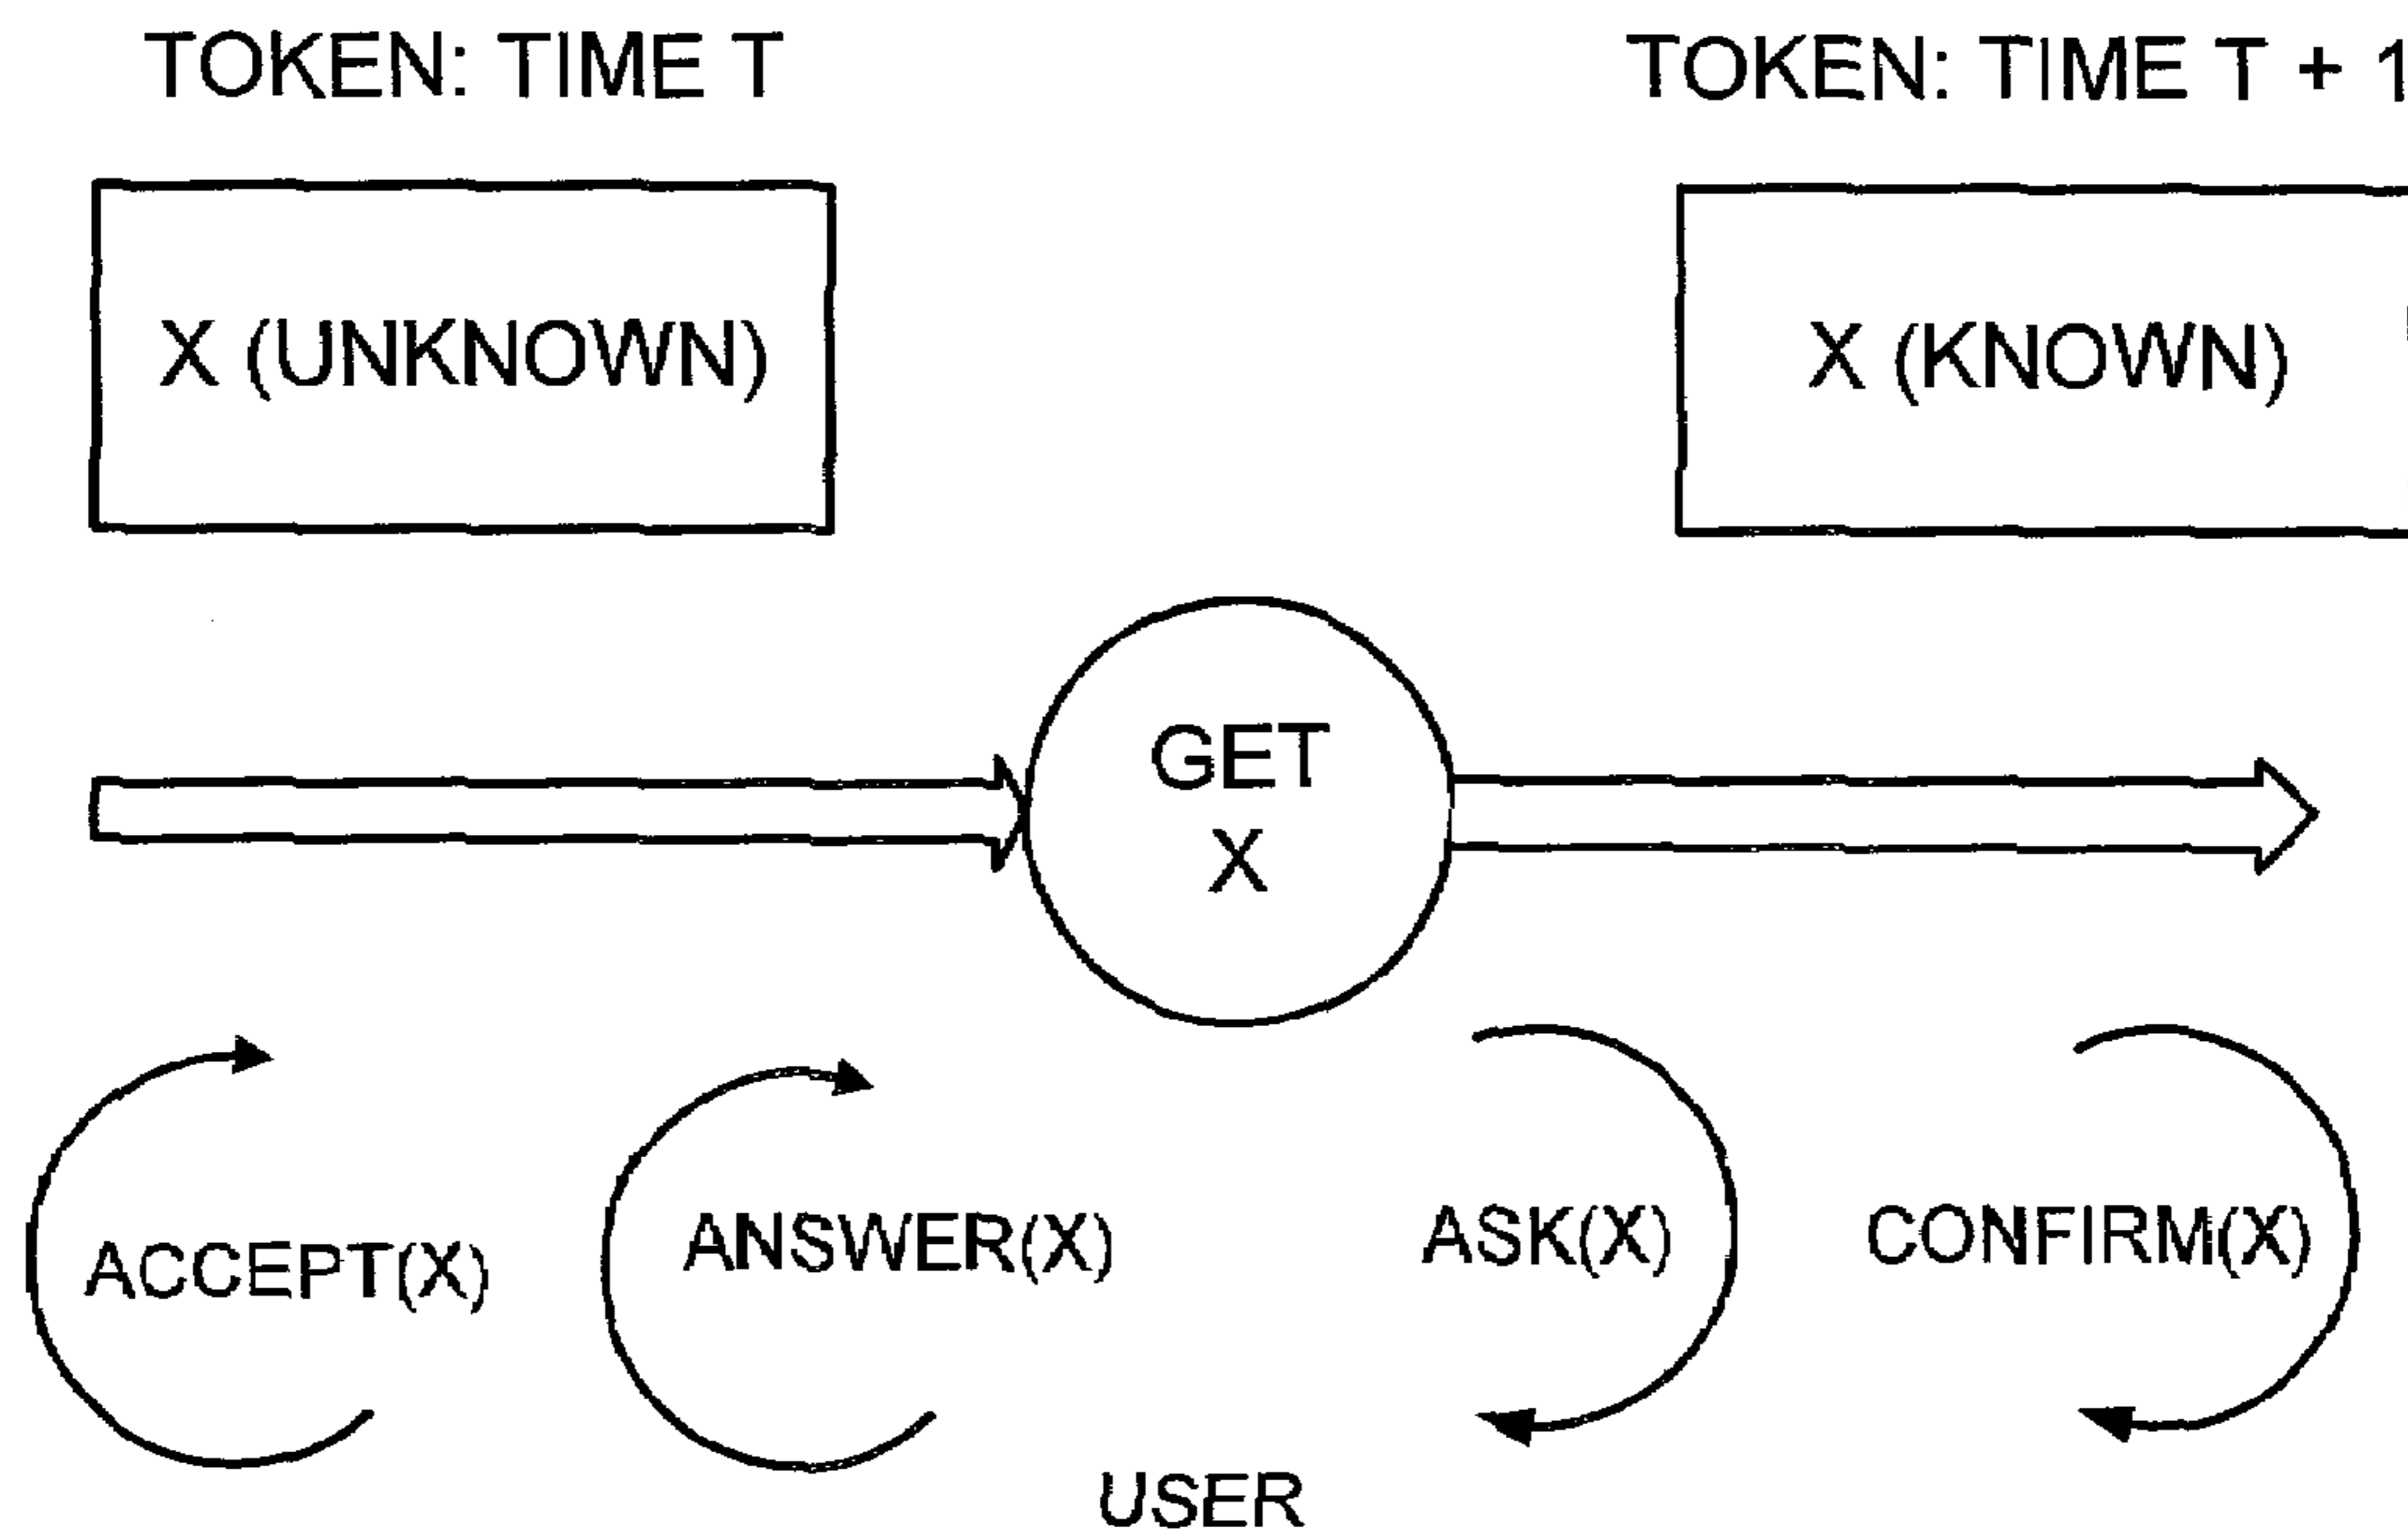 TOKEN: TIME T
TOKEN: TIME T + 1
X (UNKNOWN)
X (KNOWN)
GET
X
ACCEPT(X)
ANSWER(X)
ASK(X)
CONFIRM(X)
USER